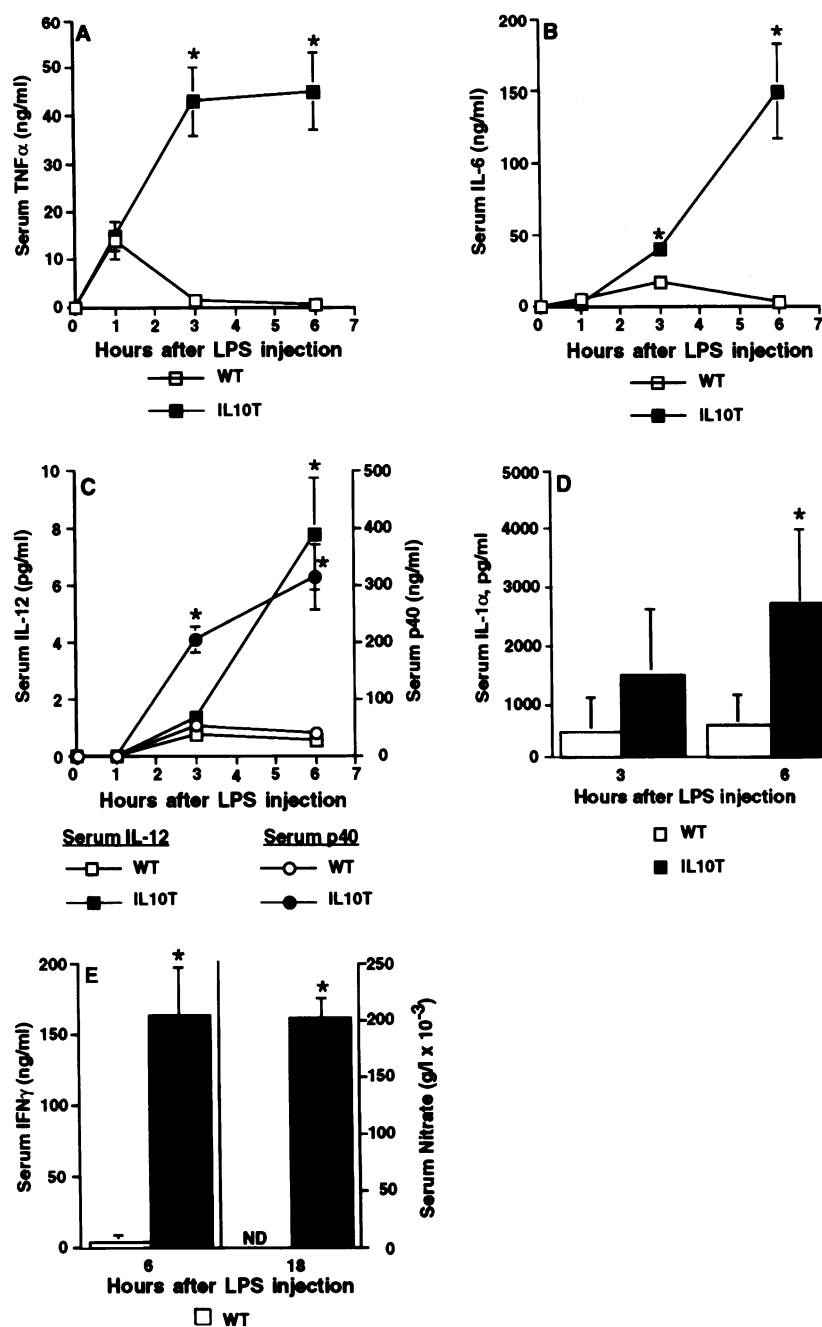 A
Serum TNFα (ng/ml)
60
50
40
30
20
10
0
*
*
0 1 2 3 4 5 6 7
Hours after LPS injection
WT
IL10T
B
Serum IL-6 (ng/ml)
200
150
100
50
0
*
*
0 1 2 3 4 5 6 7
Hours after LPS injection
WT
IL10T
C
Serum IL-12 (pg/ml)
10
8
6
4
2
0
*
*
*
500
400
300
200
100
0
Serum p40 (ng/ml)
0 1 2 3 4 5 6 7
Hours after LPS injection
Serum IL-12 Serum p40
WT WT
IL10T IL10T
D
Serum IL-1α, pg/ml
5000
4000
3000
2000
1000
0
*
3 6
Hours after LPS injection
WT
IL10T
E
Serum IFNγ (ng/ml)
200
150
100
50
0
*
*
ND
250
200
150
100
50
0
Serum Nitrate (g/l x 10⁻³)
6 18
Hours after LPS injection
WT